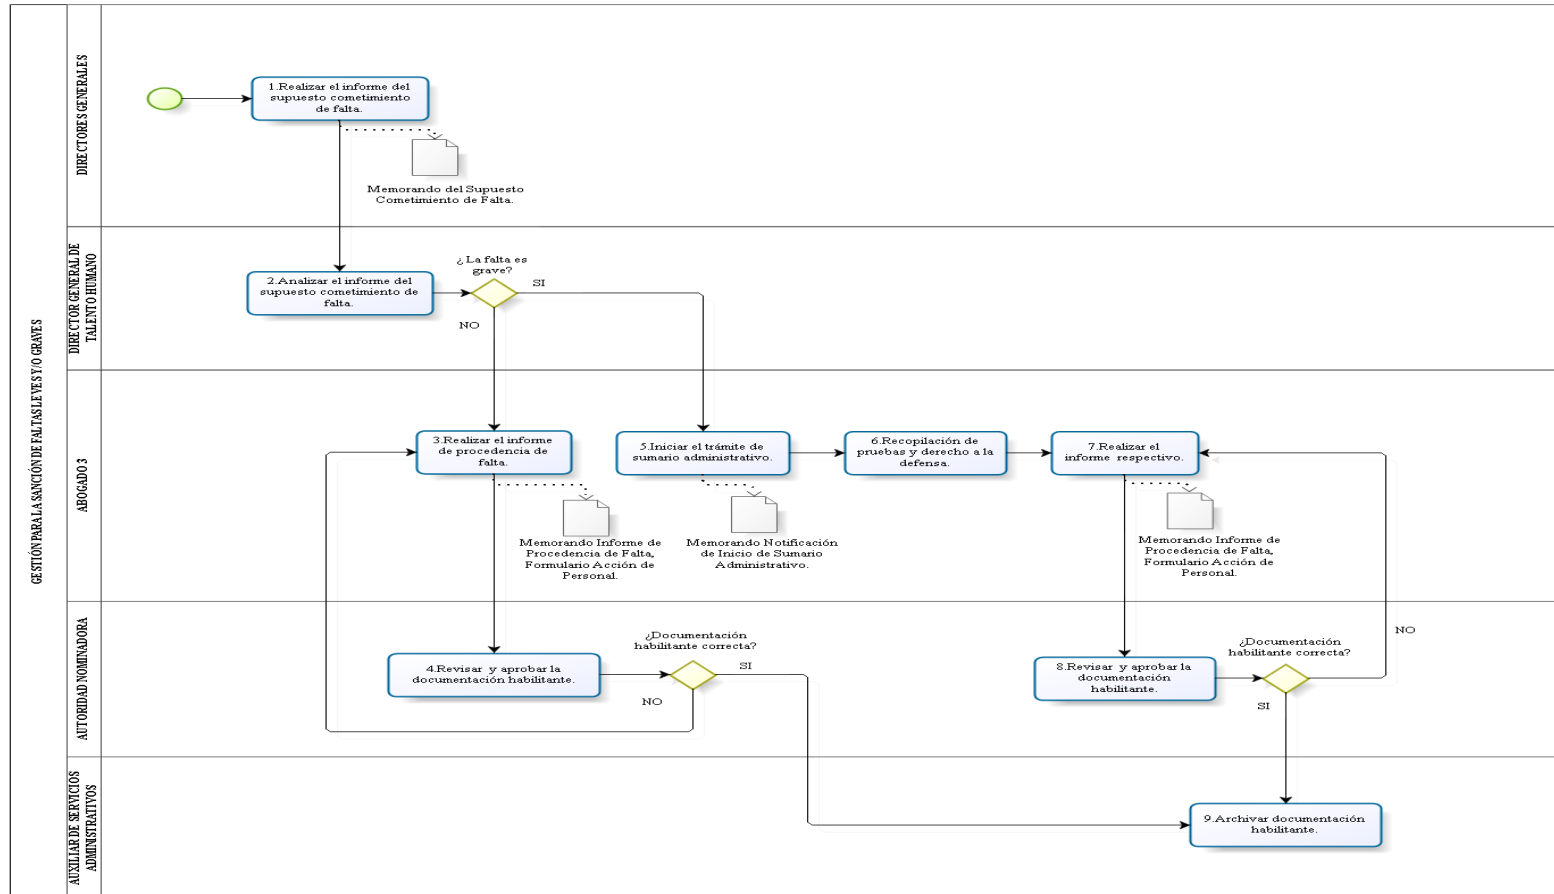 GESTIÓN PARA LA SANCIÓN DE FALTAS LEVES Y/O GRAVES
DIRECTORES GENERALES
1.Realizar el informe del
supuesto cometimiento
de falta.
Memorando del Supuesto
Cometimiento de Falta.
DIRECTOR GENERAL DE
TALENTO HUMANO
2.Analizar el informe del
supuesto cometimiento de
falta.
¿La falta es
grave?
SI
NO
ABOGADO 3
3.Realizar el informe
de procedencia de
falta.
Memorando Informe de
Procedencia de Falta,
Formulario Acción de
Personal.
5.Iniciar el trámite de
sumario administrativo.
Memorando Notificación
de Inicio de Sumario
Administrativo.
6.Recopilación de
pruebas y derecho a la
defensa.
7.Realizar el
informe respectivo.
Memorando Informe de
Procedencia de Falta,
Formulario Acción de
Personal.
AUTORIDAD NOMINADORA
4.Revisar y aprobar la
documentación habilitante.
¿Documentación
habilitante correcta?
SI
NO
8.Revisar y aprobar la
documentación
habilitante.
¿Documentación
habilitante correcta?
NO
SI
AUXILIAR DE SERVICIOS
ADMINISTRATIVOS
9.Archivar documentación
habilitante.